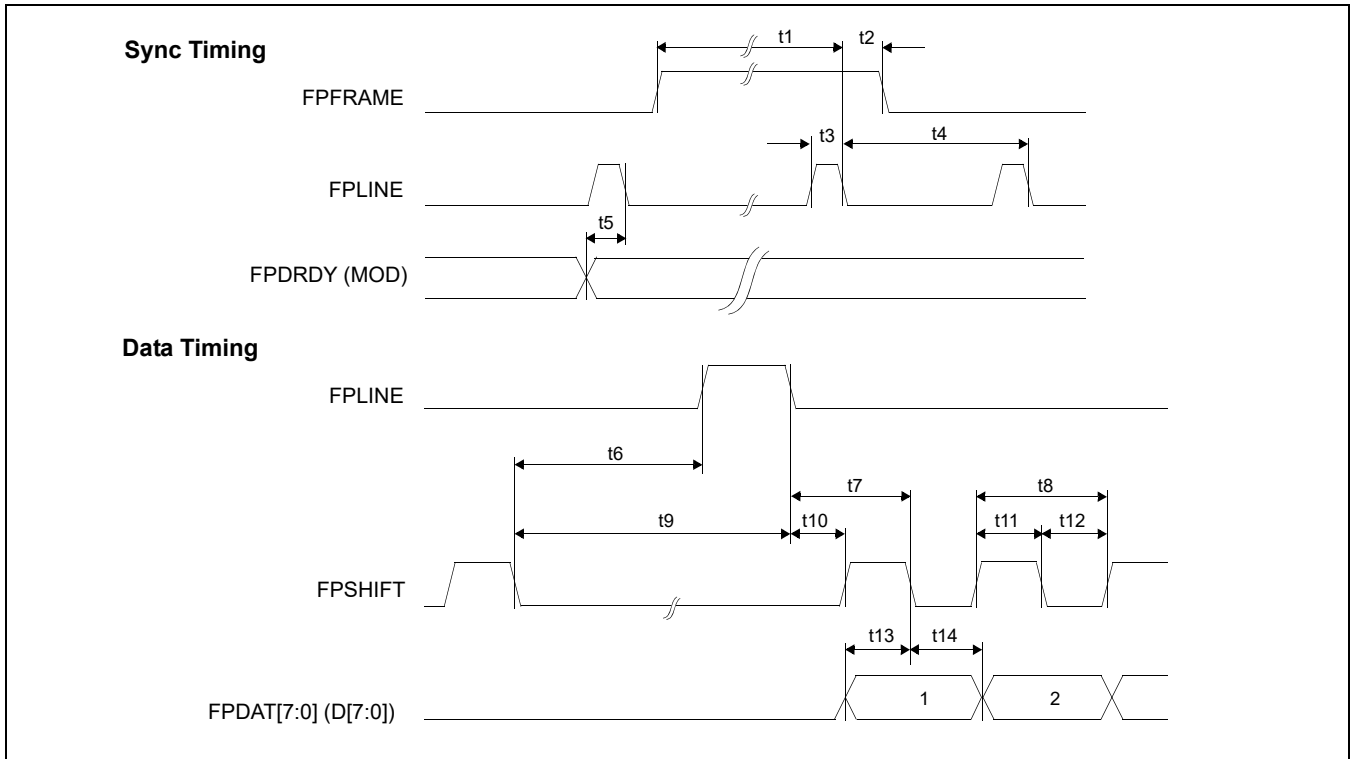 Sync Timing
t1
t2
FPFRAME
t3
t4
FPLINE
t5
FPDRDY (MOD)
Data Timing
FPLINE
t6
t7
t8
t9
t10
t11
t12
FPSHIFT
t13
t14
FPDAT[7:0] (D[7:0])
1
2